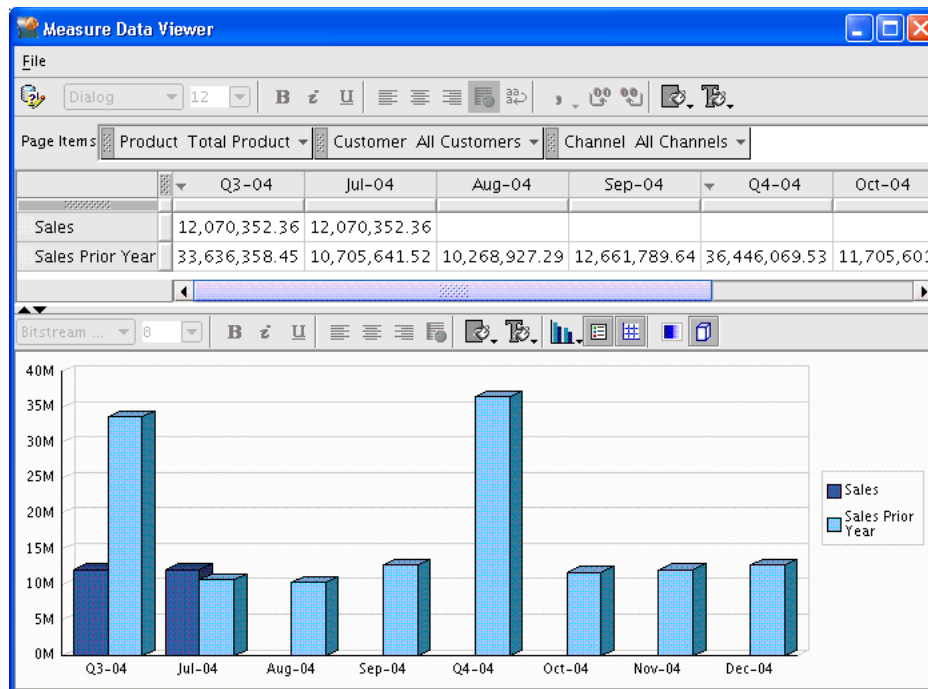 Measure Data Viewer
File
Dialog 12 B i U
Page Items Product Total Product Customer All Customers Channel All Channels
Q3-04 Jul-04 Aug-04 Sep-04 Q4-04 Oct-04
Sales 12,070,352.36 12,070,352.36
Sales Prior Year 33,636,358.45 10,705,641.52 10,268,927.29 12,661,789.64 36,446,069.53 11,705,601
Bitstream ... 8 B i U
40M
35M
30M
25M
20M
15M
10M
5M
0M
Q3-04 Jul-04 Aug-04 Sep-04 Q4-04 Oct-04 Nov-04 Dec-04
Sales
Sales Prior
Year